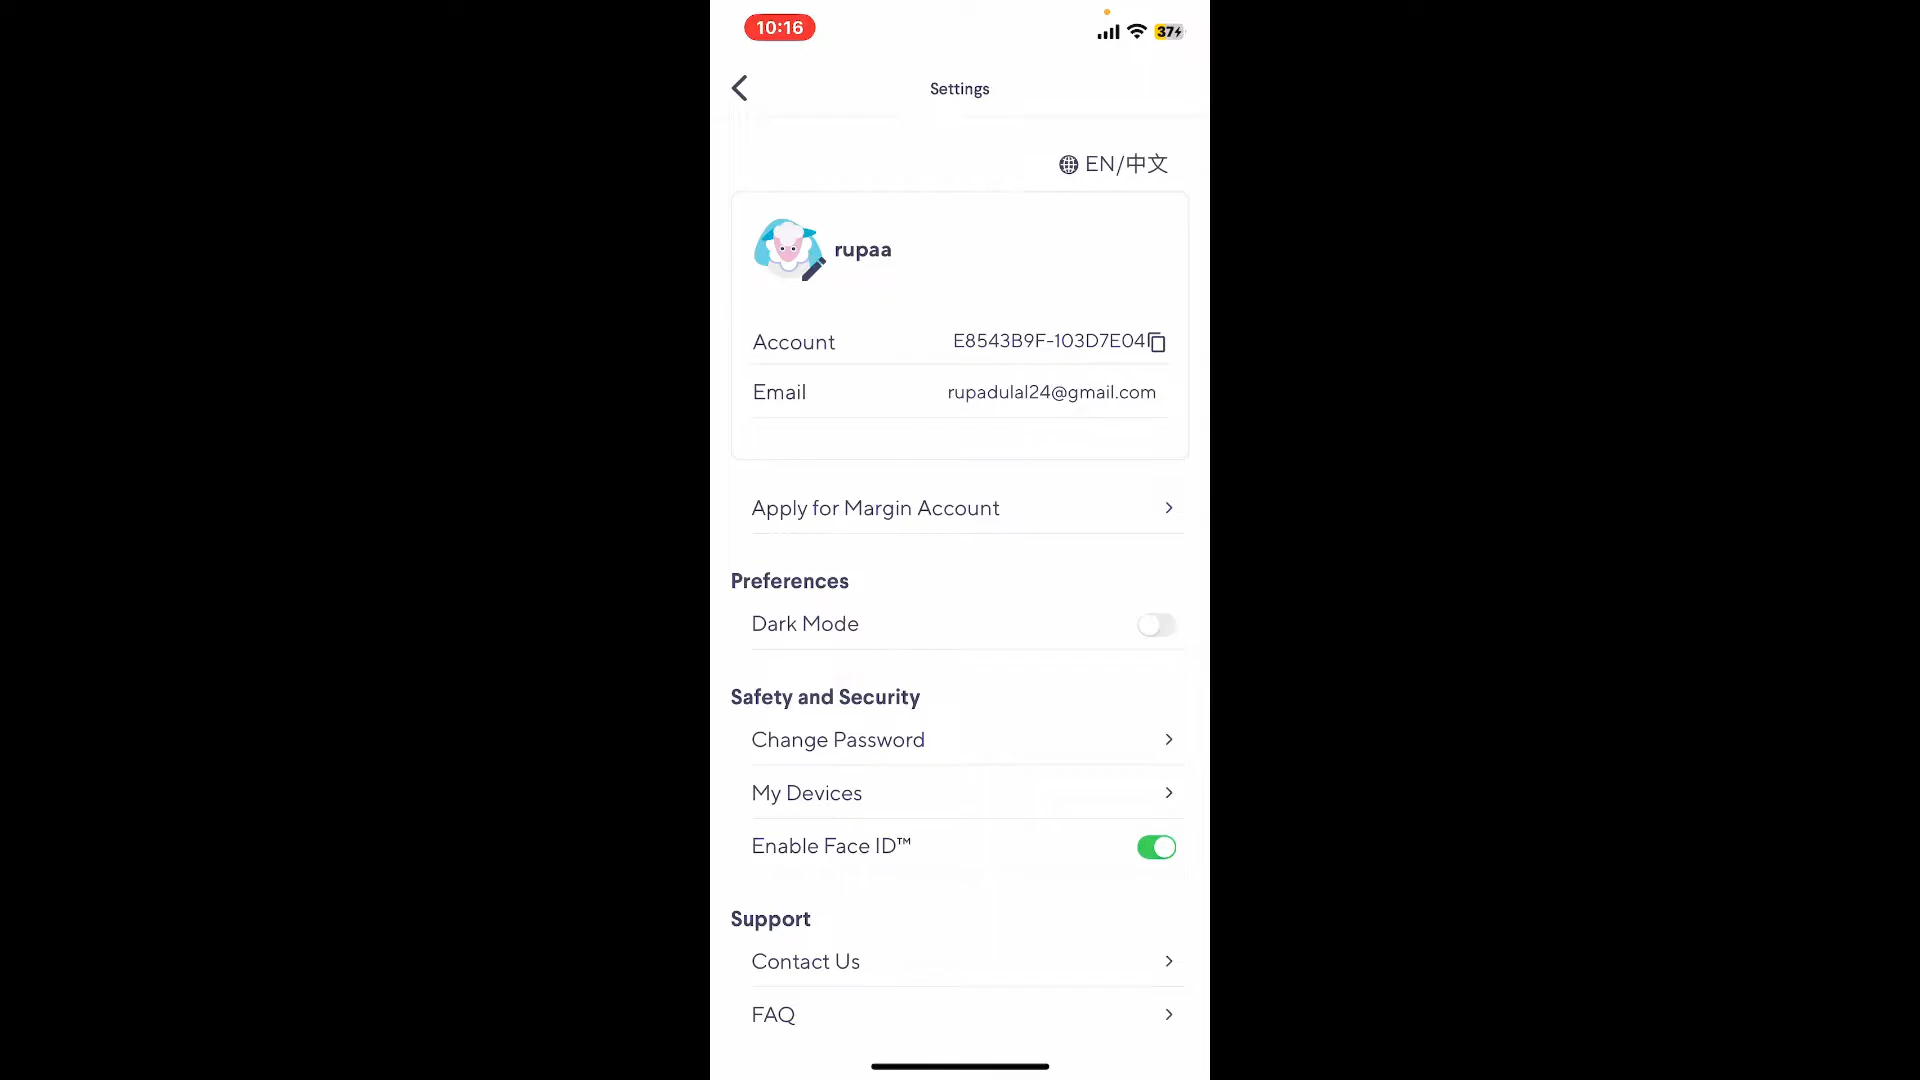 10:16
37
Settings
EN/中文
rupaa
Account E8543B9F-103D7E04
Email rupadulal24@gmail.com
Apply for Margin Account
Preferences
Dark Mode
Safety and Security
Change Password
My Devices
Enable Face ID™
Support
Contact Us
FAQ